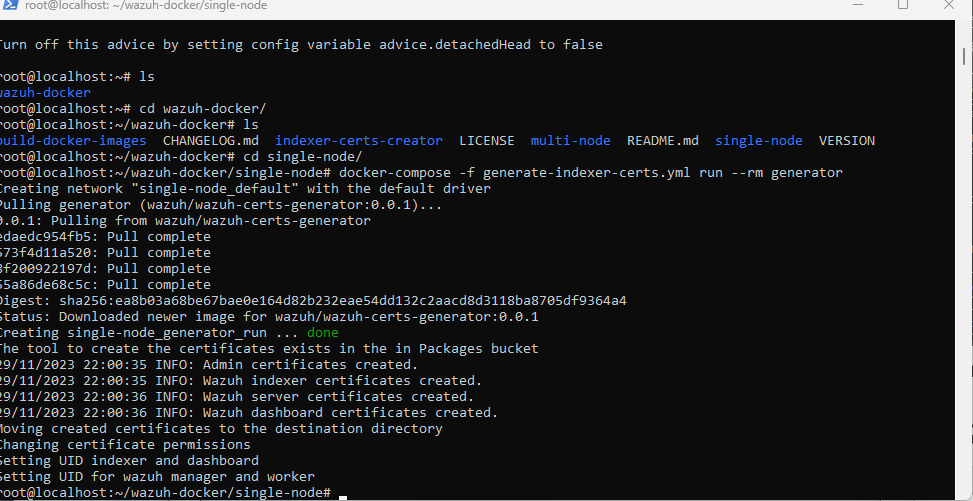 root@localhost: ~/wazuh-docker/single-node
Turn off this advice by setting config variable advice.detachedHead to false
root@localhost:~# ls
wazuh-docker
root@localhost:~# cd wazuh-docker/
root@localhost:~/wazuh-docker# ls
build-docker-images CHANGELOG.md indexer-certs-creator LICENSE multi-node README.md single-node VERSION
root@localhost:~/wazuh-docker# cd single-node/
root@localhost:~/wazuh-docker/single-node# docker-compose -f generate-indexer-certs.yml run --rm generator
Creating network "single-node_default" with the default driver
Pulling generator (wazuh/wazuh-certs-generator:0.0.1)...
0.0.1: Pulling from wazuh/wazuh-certs-generator
edaedc954fb5: Pull complete
573f4d11a520: Pull complete
8f200922197d: Pull complete
55a86de68c5c: Pull complete
Digest: sha256:ea8b03a68be67bae0e164d82b232eae54dd132c2aacd8d3118ba8705df9364a4
Status: Downloaded newer image for wazuh/wazuh-certs-generator:0.0.1
Creating single-node_generator_run ... done
The tool to create the certificates exists in the in Packages bucket
29/11/2023 22:00:35 INFO: Admin certificates created.
29/11/2023 22:00:35 INFO: Wazuh indexer certificates created.
29/11/2023 22:00:36 INFO: Wazuh server certificates created.
29/11/2023 22:00:36 INFO: Wazuh dashboard certificates created.
Moving created certificates to the destination directory
Changing certificate permissions
Setting UID indexer and dashboard
Setting UID for wazuh manager and worker
root@localhost:~/wazuh-docker/single-node#